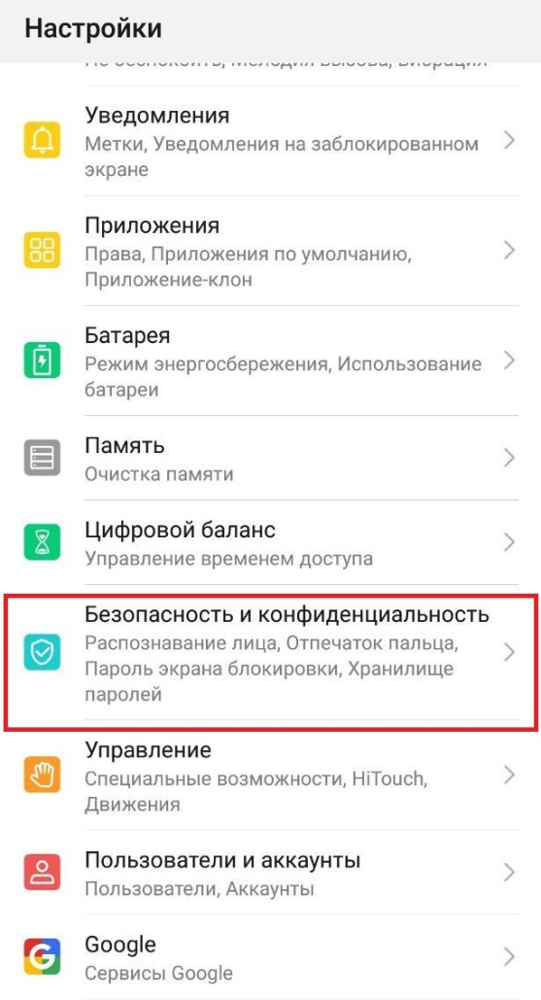 Настройки
Не беспокоить, Мелодия вызова, Вибрация
Уведомления
Метки, Уведомления на заблокированном
экране
Приложения
Права, Приложения по умолчанию,
Приложение-клон
Батарея
Режим энергосбережения, Использование
батареи
Память
Очистка памяти
Цифровой баланс
Управление временем доступа
Безопасность и конфиденциальность
Распознавание лица, Отпечаток пальца,
Пароль экрана блокировки, Хранилище
паролей
Управление
Специальные возможности, HiTouch,
Движения
Пользователи и аккаунты
Пользователи, Аккаунты
Google
Сервисы Google